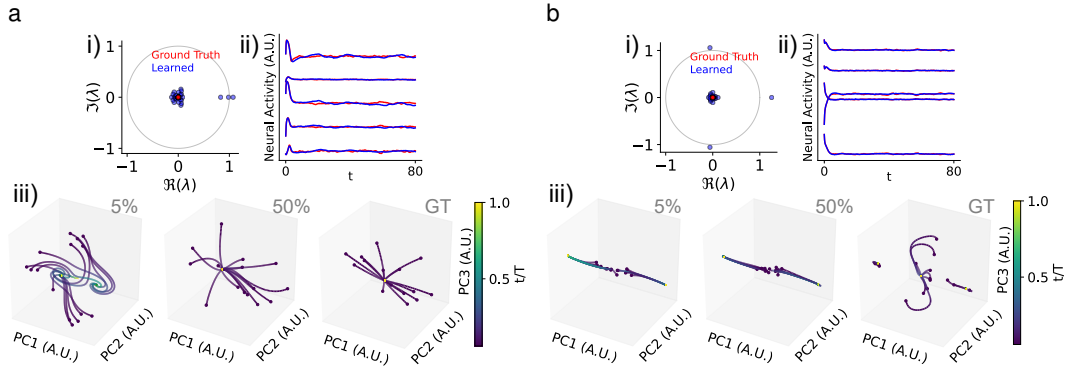 a
i)
1
0
−1
ℑ(λ)
Ground Truth
Learned
−1
0
1
ℜ(λ)
ii)
Neural Activity (A.U.)
0
80
t
iii)
5%
50%
GT
PC1 (A.U.)
PC2 (A.U.)
PC1 (A.U.)
PC2 (A.U.)
PC1 (A.U.)
PC2 (A.U.)
PC3 (A.U.)
1.0
0.5
t/T
b
i)
1
0
−1
ℑ(λ)
Ground Truth
Learned
−1
0
1
ℜ(λ)
ii)
Neural Activity (A.U.)
0
80
t
iii)
5%
50%
GT
PC1 (A.U.)
PC2 (A.U.)
PC1 (A.U.)
PC2 (A.U.)
PC1 (A.U.)
PC2 (A.U.)
PC3 (A.U.)
1.0
0.5
t/T